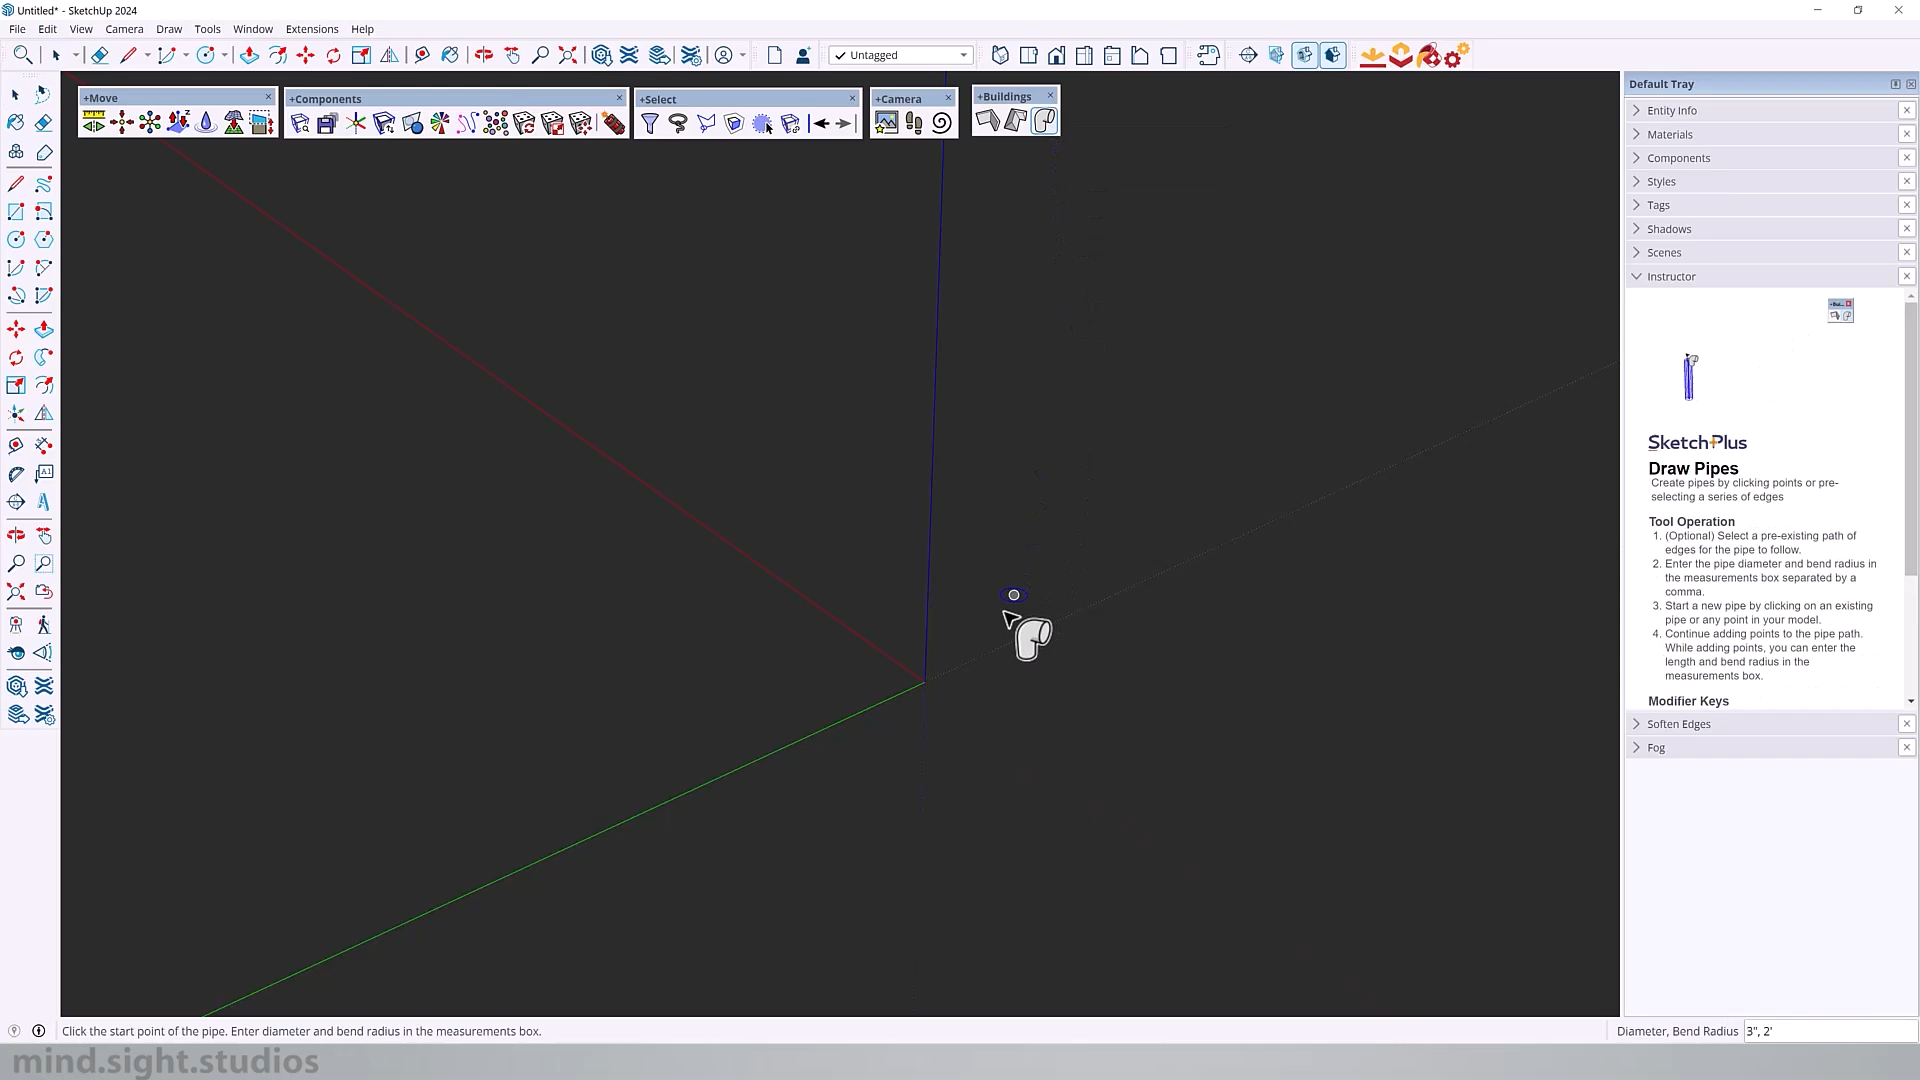 Untitled* - SketchUp 2024
File Edit View Camera Draw Tools Window Extensions Help
Untagged
+Move
+Components
+Select
+Camera
+Buildings
A1
Default Tray
Entity Info
Materials
Components
Styles
Tags
Shadows
Scenes
Instructor
SketchPlus
Draw Pipes
Create pipes by clicking points or pre-
selecting a series of edges
Tool Operation
1. (Optional) Select a pre-existing path of
edges for the pipe to follow.
2. Enter the pipe diameter and bend radius in
the measurements box separated by a
comma.
3. Start a new pipe by clicking on an existing
pipe or any point in your model.
4. Continue adding points to the pipe path.
While adding points, you can enter the
length and bend radius in the
measurements box.
Modifier Keys
Soften Edges
Fog
Click the start point of the pipe. Enter diameter and bend radius in the measurements box.
Diameter, Bend Radius 3", 2'
mind.sight.studios